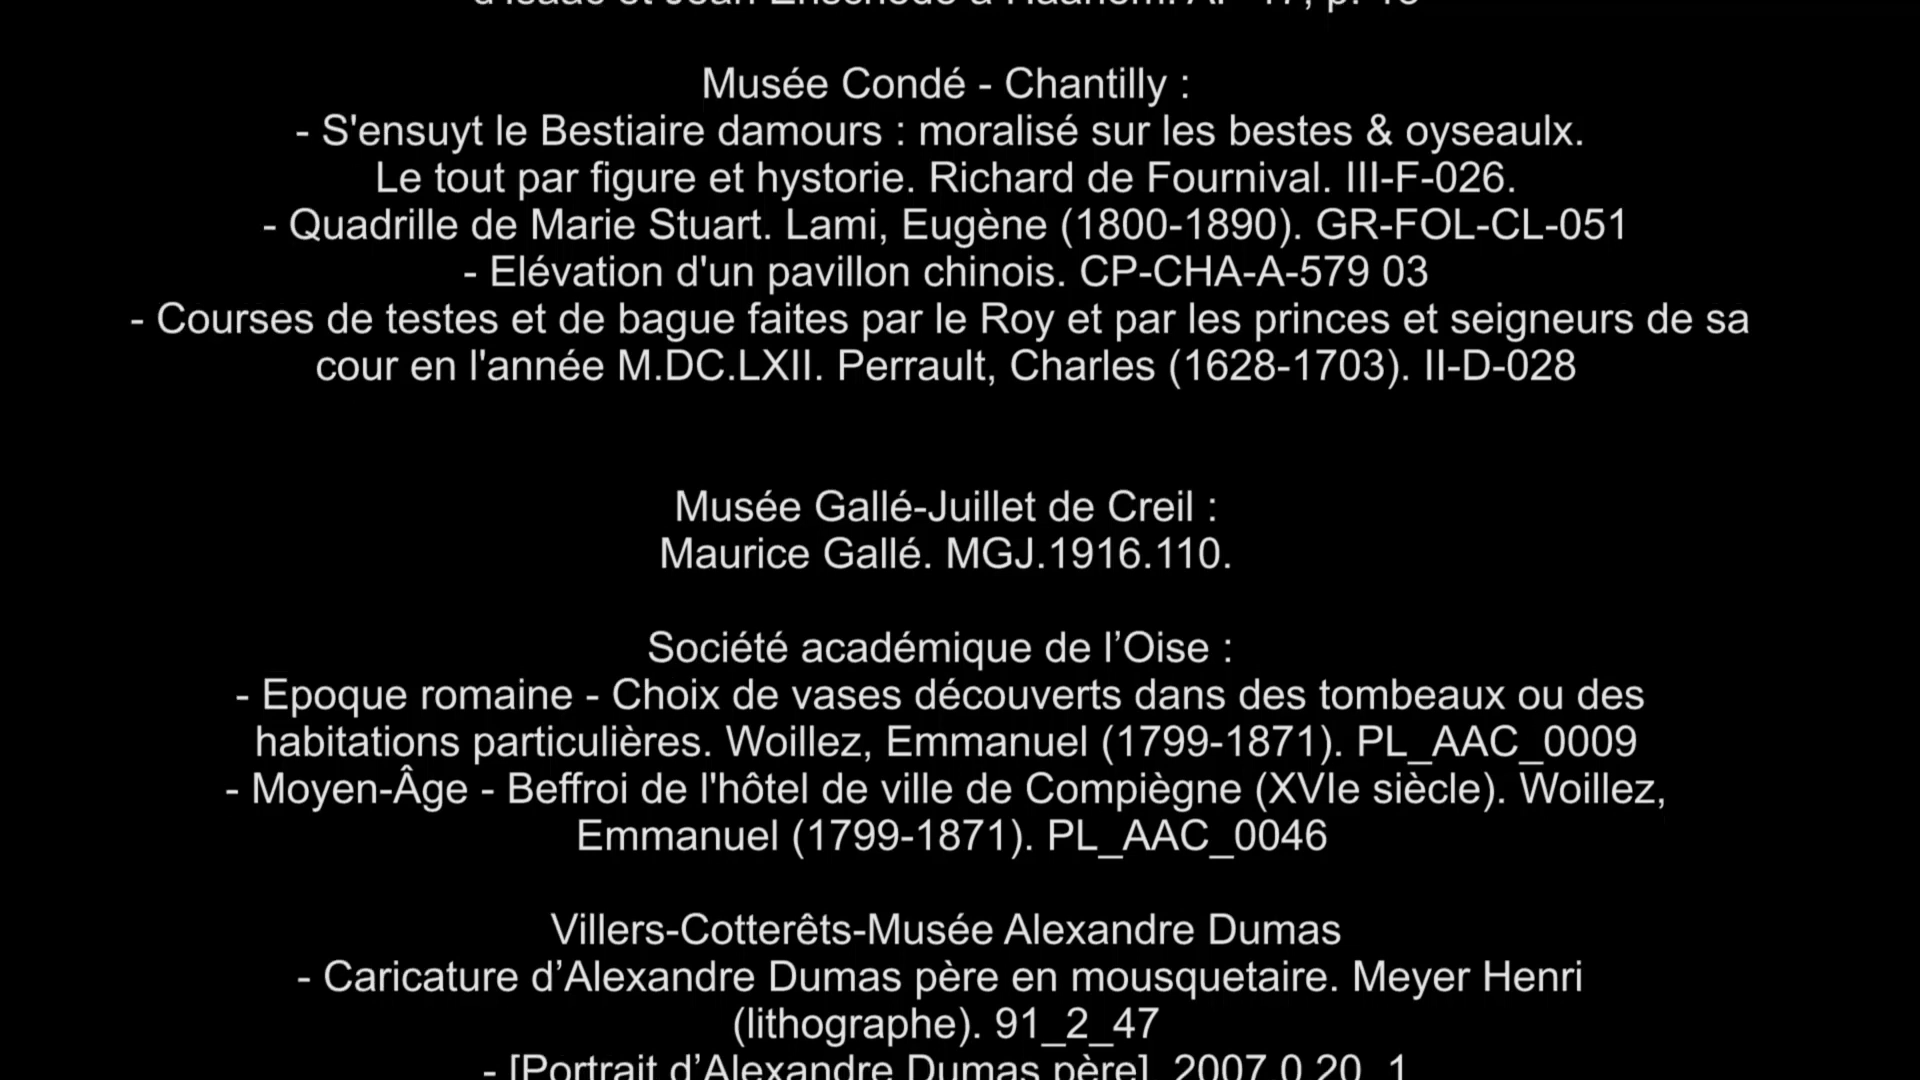 Musée Condé - Chantilly :
- S'ensuyt le Bestiaire damours : moralisé sur les bestes & oyseaulx.
Le tout par figure et hystorie. Richard de Fournival. III-F-026.
- Quadrille de Marie Stuart. Lami, Eugène (1800-1890). GR-FOL-CL-051
- Elévation d'un pavillon chinois. CP-CHA-A-579 03
- Courses de testes et de bague faites par le Roy et par les princes et seigneurs de sa
cour en l'année M.DC.LXII. Perrault, Charles (1628-1703). II-D-028
Musée Gallé-Juillet de Creil :
Maurice Gallé. MGJ.1916.110.
Société académique de l’Oise :
- Epoque romaine - Choix de vases découverts dans des tombeaux ou des
habitations particulières. Woillez, Emmanuel (1799-1871). PL_AAC_0009
- Moyen-Âge - Beffroi de l'hôtel de ville de Compiègne (XVIe siècle). Woillez,
Emmanuel (1799-1871). PL_AAC_0046
Villers-Cotterêts-Musée Alexandre Dumas
- Caricature d’Alexandre Dumas père en mousquetaire. Meyer Henri
(lithographe). 91_2_47
- [Portrait d’Alexandre Dumas père]. 2007.0.20_1